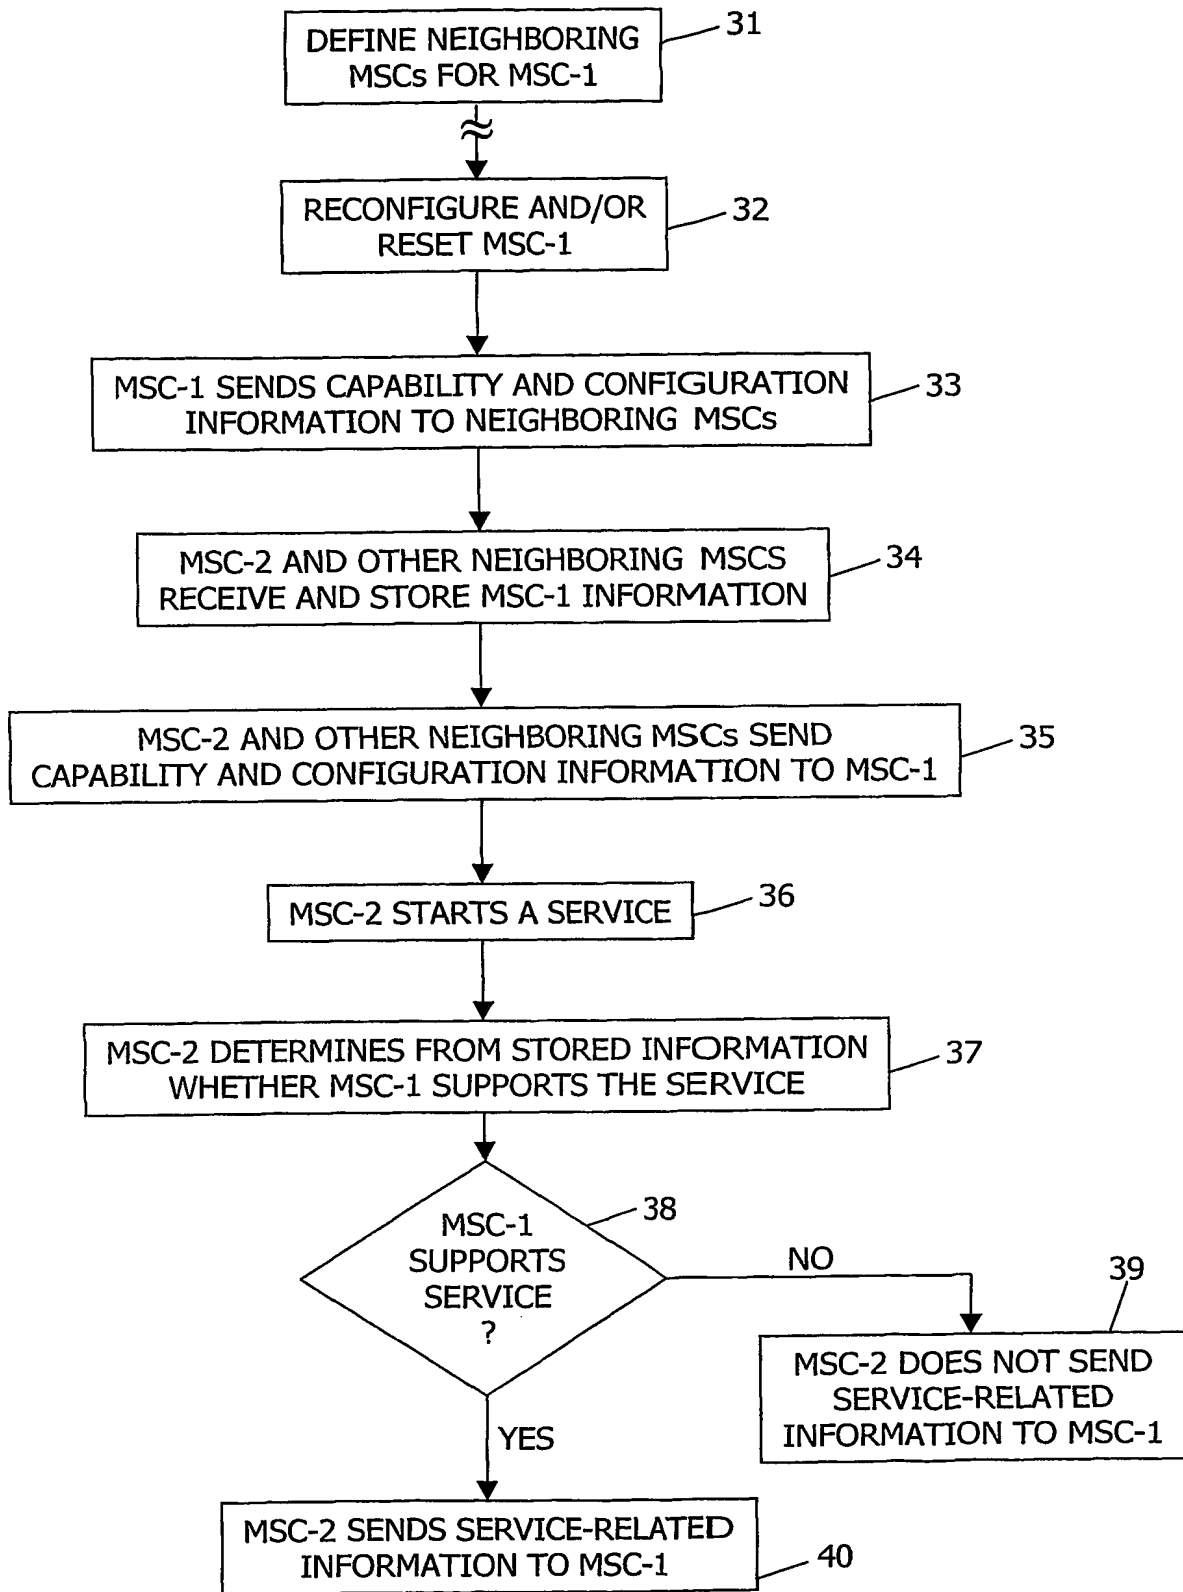 DEFINE NEIGHBORING
MSCs FOR MSC-1
31
RECONFIGURE AND/OR
RESET MSC-1
32
MSC-1 SENDS CAPABILITY AND CONFIGURATION
INFORMATION TO NEIGHBORING MSCs
33
MSC-2 AND OTHER NEIGHBORING MSCS
RECEIVE AND STORE MSC-1 INFORMATION
34
MSC-2 AND OTHER NEIGHBORING MSCs SEND
CAPABILITY AND CONFIGURATION INFORMATION TO MSC-1
35
MSC-2 STARTS A SERVICE
36
MSC-2 DETERMINES FROM STORED INFORMATION
WHETHER MSC-1 SUPPORTS THE SERVICE
37
MSC-1
SUPPORTS
SERVICE
?
38
NO
39
MSC-2 DOES NOT SEND
SERVICE-RELATED
INFORMATION TO MSC-1
YES
MSC-2 SENDS SERVICE-RELATED
INFORMATION TO MSC-1
40